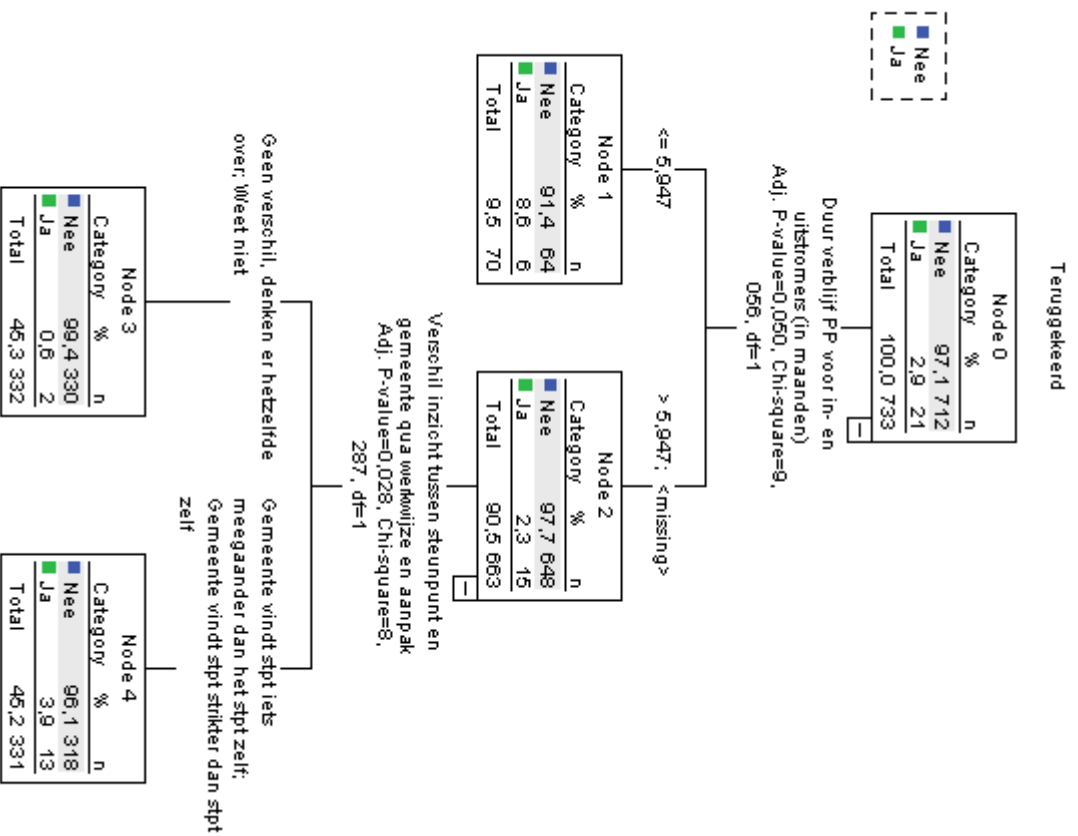 Teruggekeerd
Nee
Ja
Node 0
Category % n
Nee 97,1 712
Ja 2,9 21
Total 100,0 733
Duur verblijf PP voor in- en
uitstromers (in maanden)
Adj. P-value=0,050, Chi-square=9,
056, df=1
<= 5,947
> 5,947; <missing>
Node 1
Category % n
Nee 91,4 64
Ja 8,6 6
Total 9,5 70
Node 2
Category % n
Nee 97,7 648
Ja 2,3 15
Total 90,5 663
Verschil inzicht tussen steunpunt en
gemeente qua werkwijze en aanpak
Adj. P-value=0,028, Chi-square=8,
287, df=1
Geen verschil, denken er hetzelfde
over; Weet niet
Gemeente vindt stpt iets
meegaander dan het stpt zelf;
Gemeente vindt stpt strikter dan stpt
zelf
Node 3
Category % n
Nee 99,4 330
Ja 0,6 2
Total 45,3 332
Node 4
Category % n
Nee 96,1 318
Ja 3,9 13
Total 45,2 331